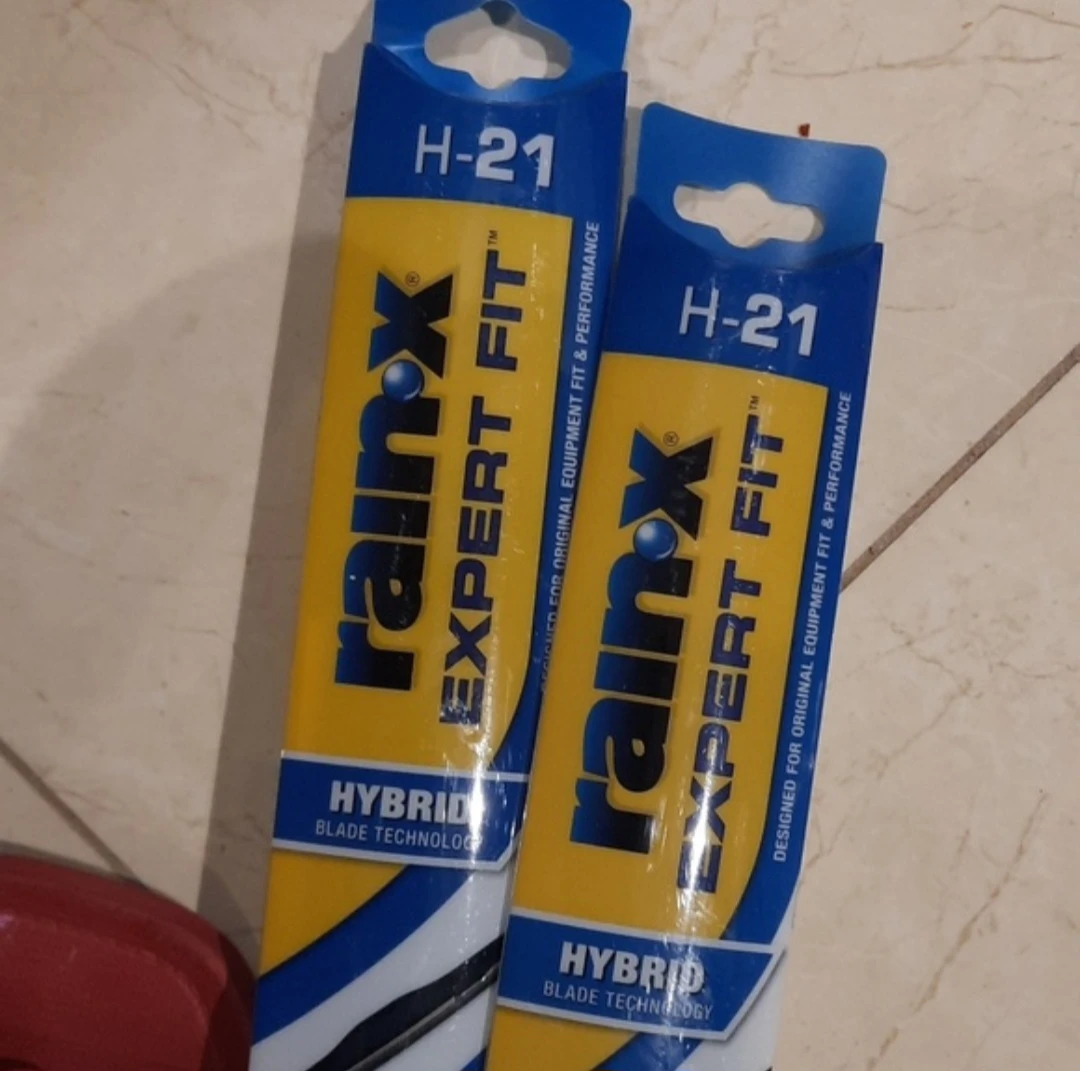 H-21
rain-x®
EXPERT FIT™
DESIGNED FOR ORIGINAL EQUIPMENT FIT & PERFORMANCE
HYBRID
BLADE TECHNOLOGY
H-21
rain-x®
EXPERT FIT™
DESIGNED FOR ORIGINAL EQUIPMENT FIT & PERFORMANCE
HYBRID
BLADE TECHNOLOGY